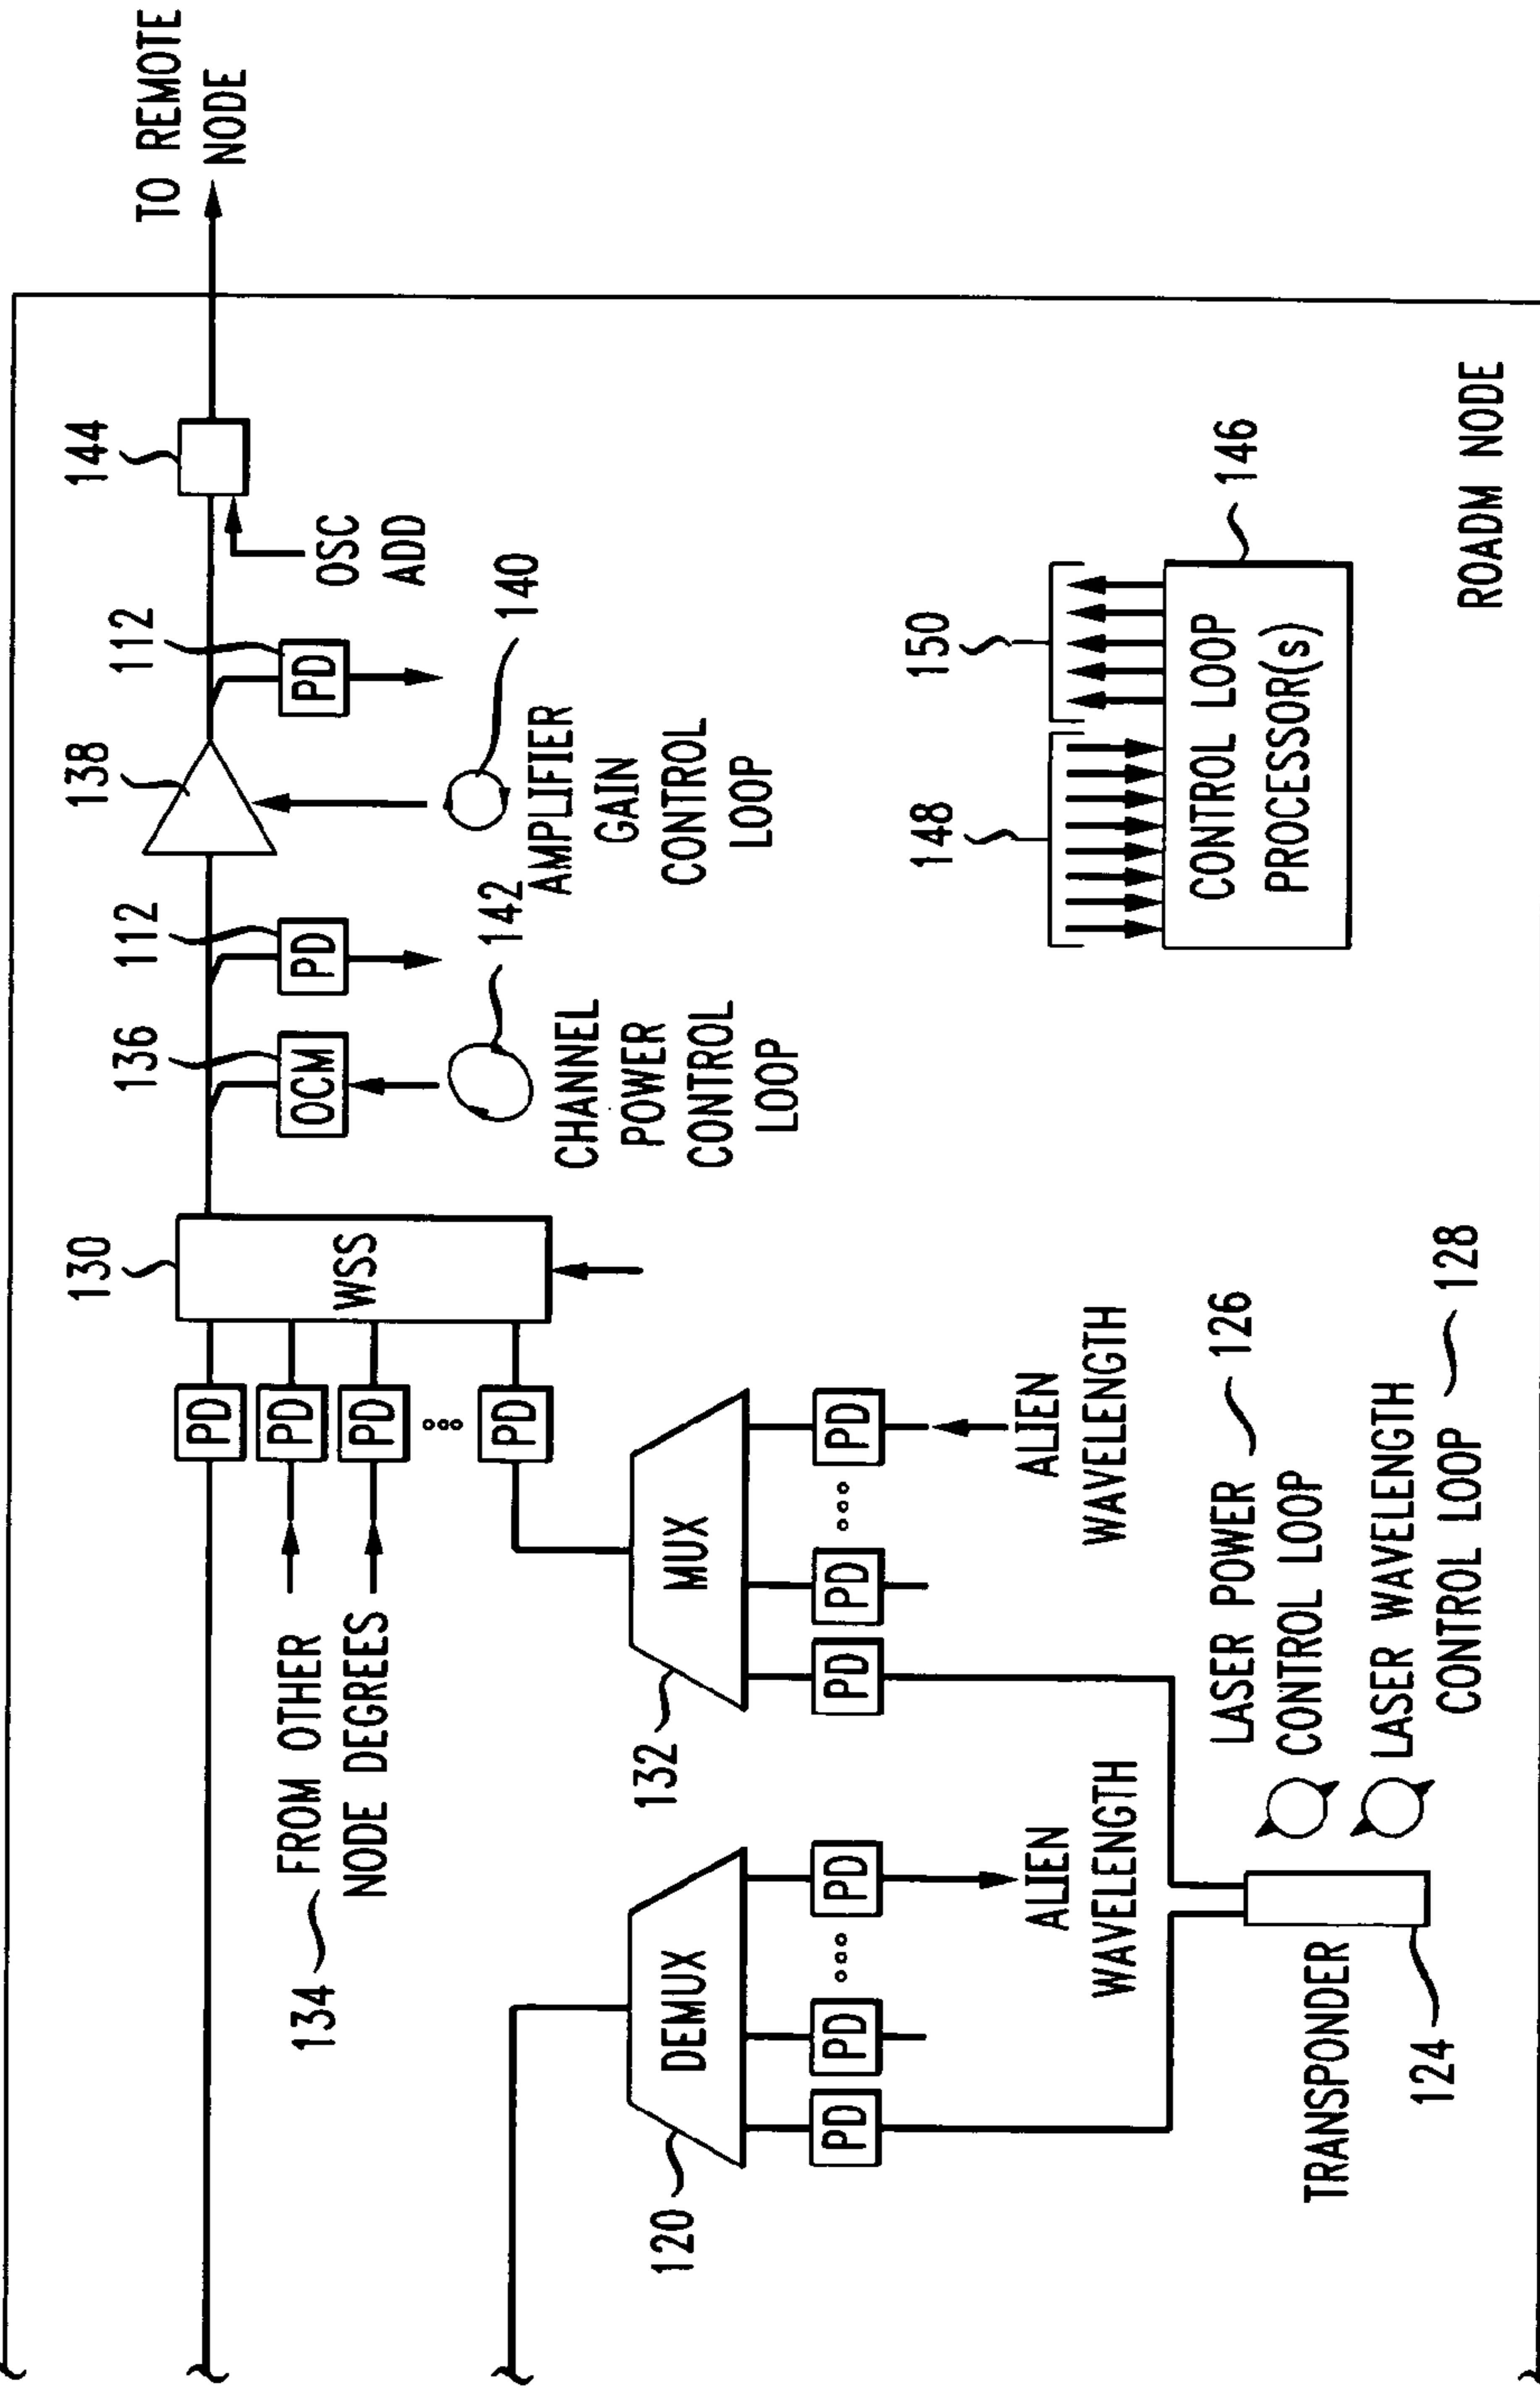 TO REMOTE
NODE
144
OSC
ADD
112
PD
138
140
AMPLIFIER
GAIN
CONTROL
LOOP
112
PD
142
136
OCM
CHANNEL
POWER
CONTROL
LOOP
130
WSS
PD
PD
PD
PD
134
FROM OTHER
NODE DEGREES
MUX
132
PD
PD
PD
ALIEN
WAVELENGTH
DEMUX
120
PD
PD
PD
ALIEN
WAVELENGTH
TRANSPONDER
124
LASER POWER
CONTROL LOOP
126
LASER WAVELENGTH
CONTROL LOOP
128
148
150
CONTROL LOOP
PROCESSOR(s)
146
ROADM NODE